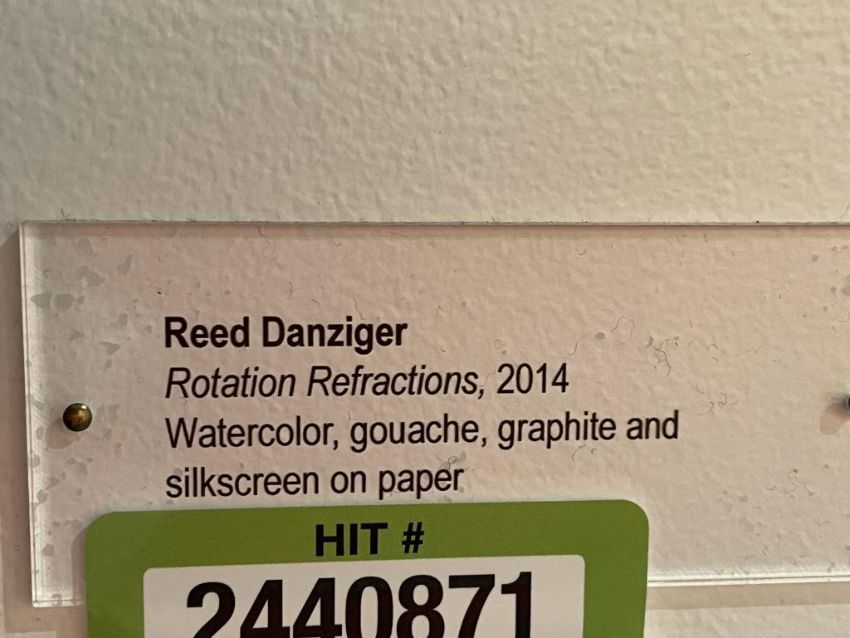 Reed Danziger
Rotation Refractions, 2014
Watercolor, gouache, graphite and
silkscreen on paper
HIT #
2440871